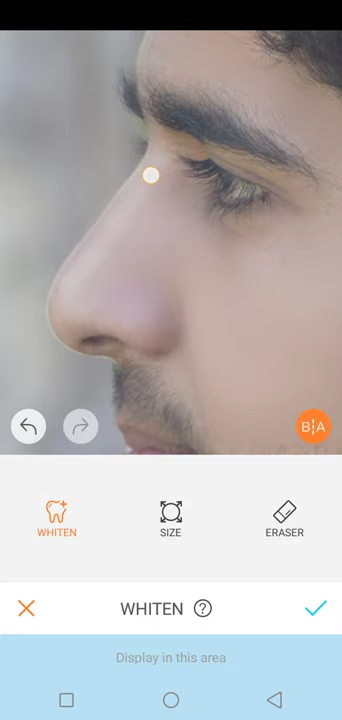 B|A
WHITEN
SIZE
ERASER
WHITEN ?
Display in this area